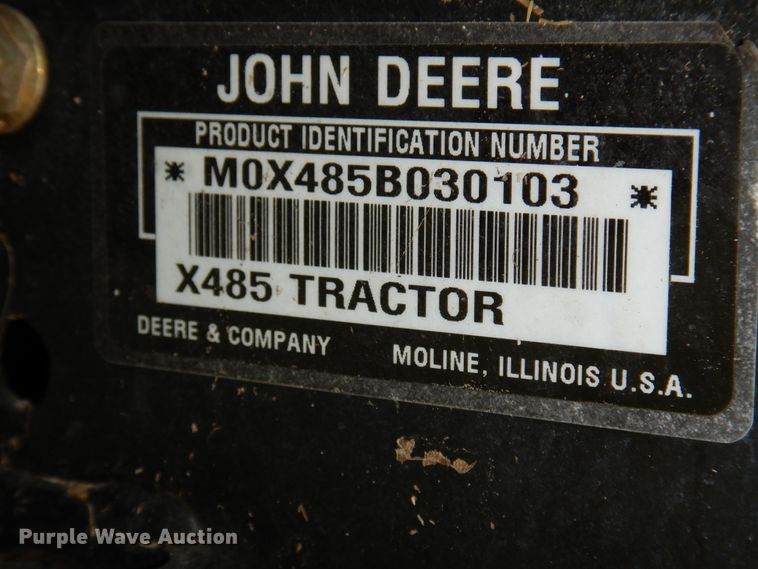 JOHN DEERE
PRODUCT IDENTIFICATION NUMBER
* M0X485B030103 *
X485 TRACTOR
DEERE & COMPANY
MOLINE, ILLINOIS U.S.A.
Purple Wave Auction